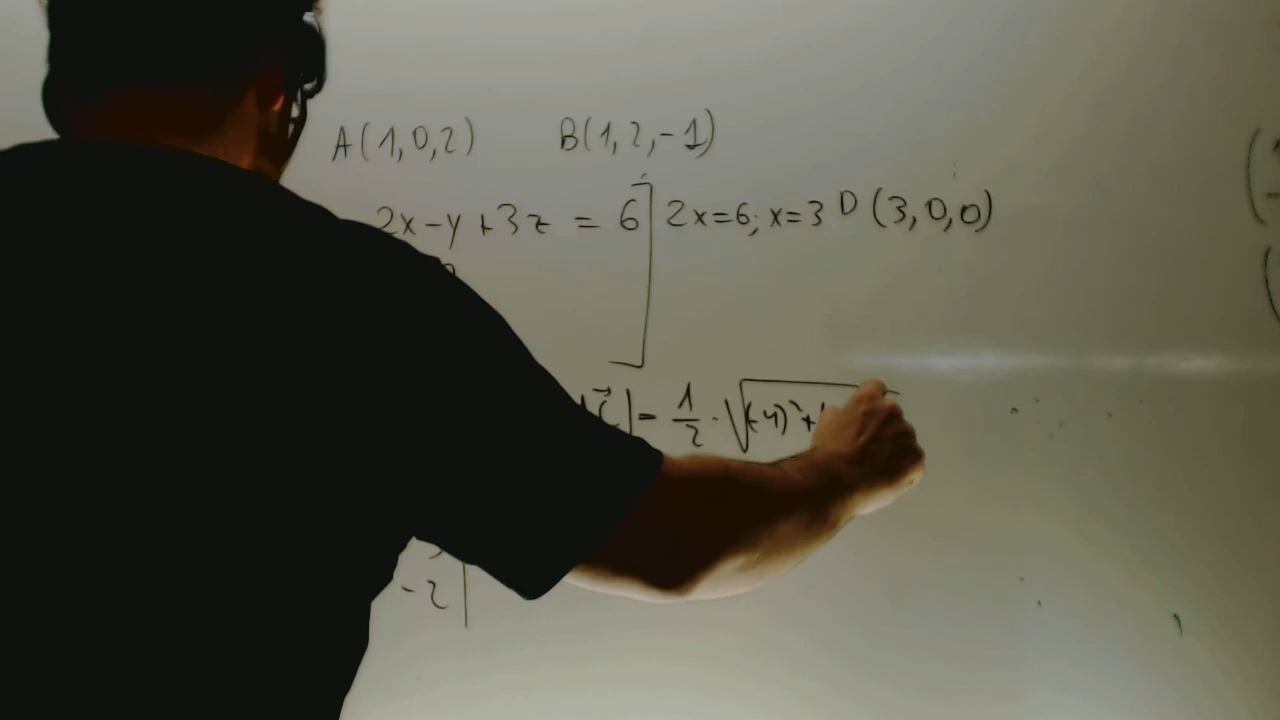 A(1,0,2) B(1,2,-1)
2x-y+3z = 6] 2x=6; x=3 D (3,0,0)
C⃗| = 1/2 · √(-4)²+
-2 |